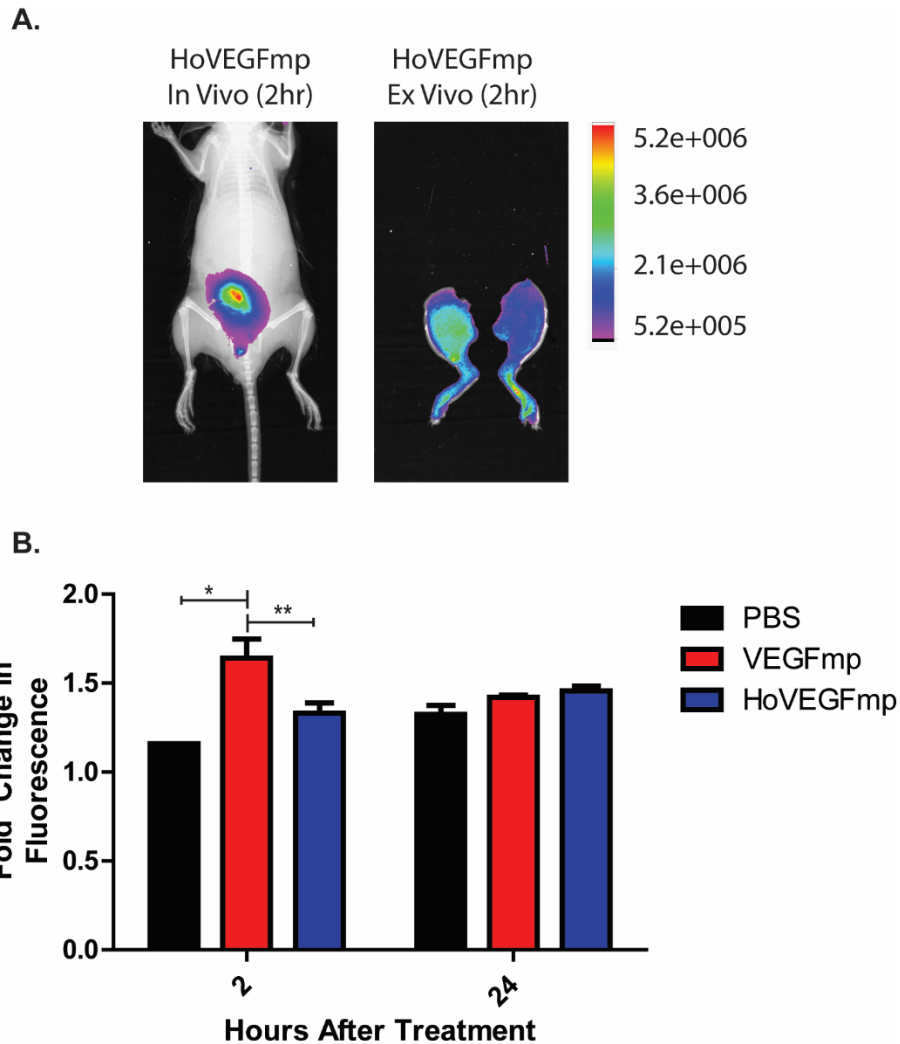 A.
HoVEGFmp
In Vivo (2hr)
HoVEGFmp
Ex Vivo (2hr)
5.2e+006
3.6e+006
2.1e+006
5.2e+005
B.
Fold Change in
Fluorescence
2.0
1.5
1.0
0.5
0.0
*
**
2
24
Hours After Treatment
PBS
VEGFmp
HoVEGFmp